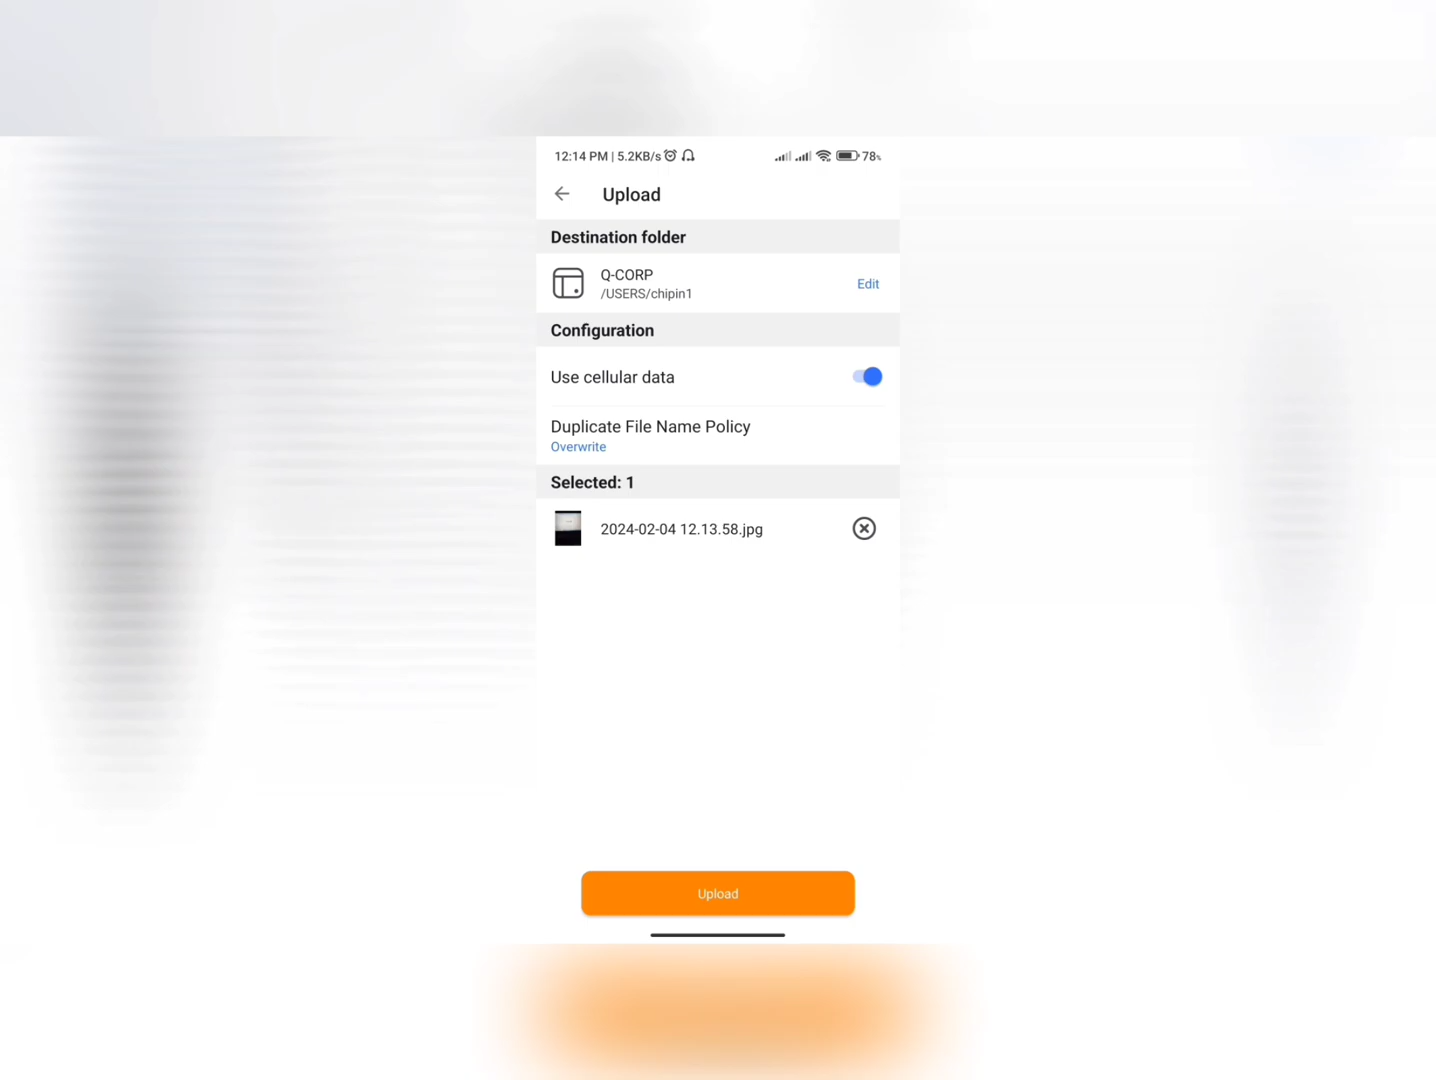 12:14 PM | 5.2KB/s 78%
Upload
Destination folder
Q-CORP
/USERS/chipin1
Edit
Configuration
Use cellular data
Duplicate File Name Policy
Overwrite
Selected: 1
2024-02-04 12.13.58.jpg
Upload